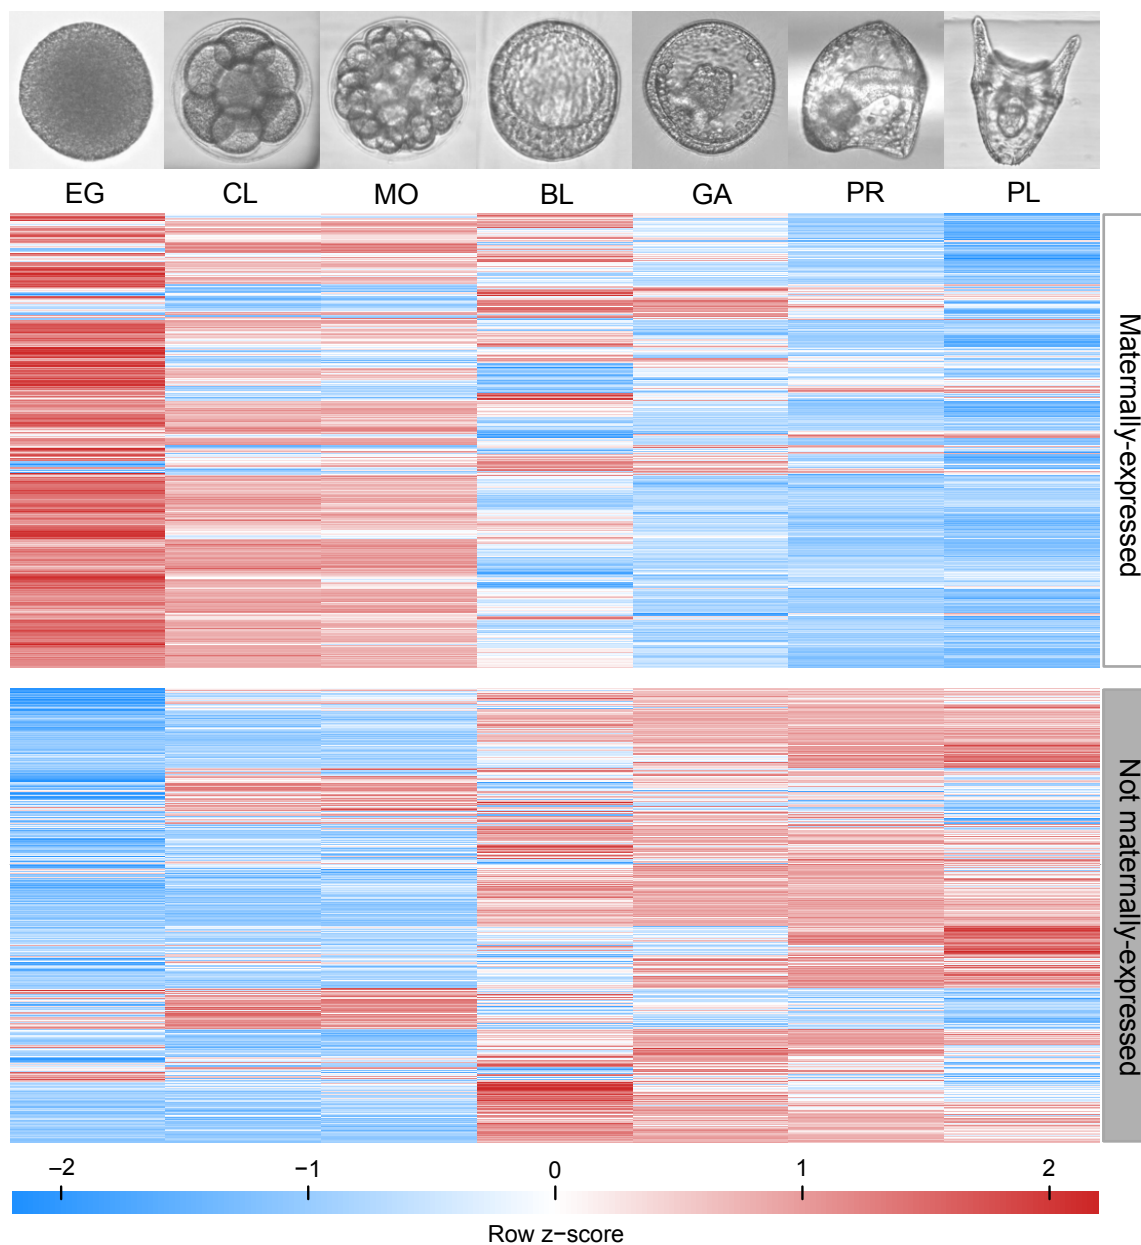 EG CL MO BL GA PR PL
Maternally-expressed
Not maternally-expressed
−2 −1 0 1 2
Row z−score